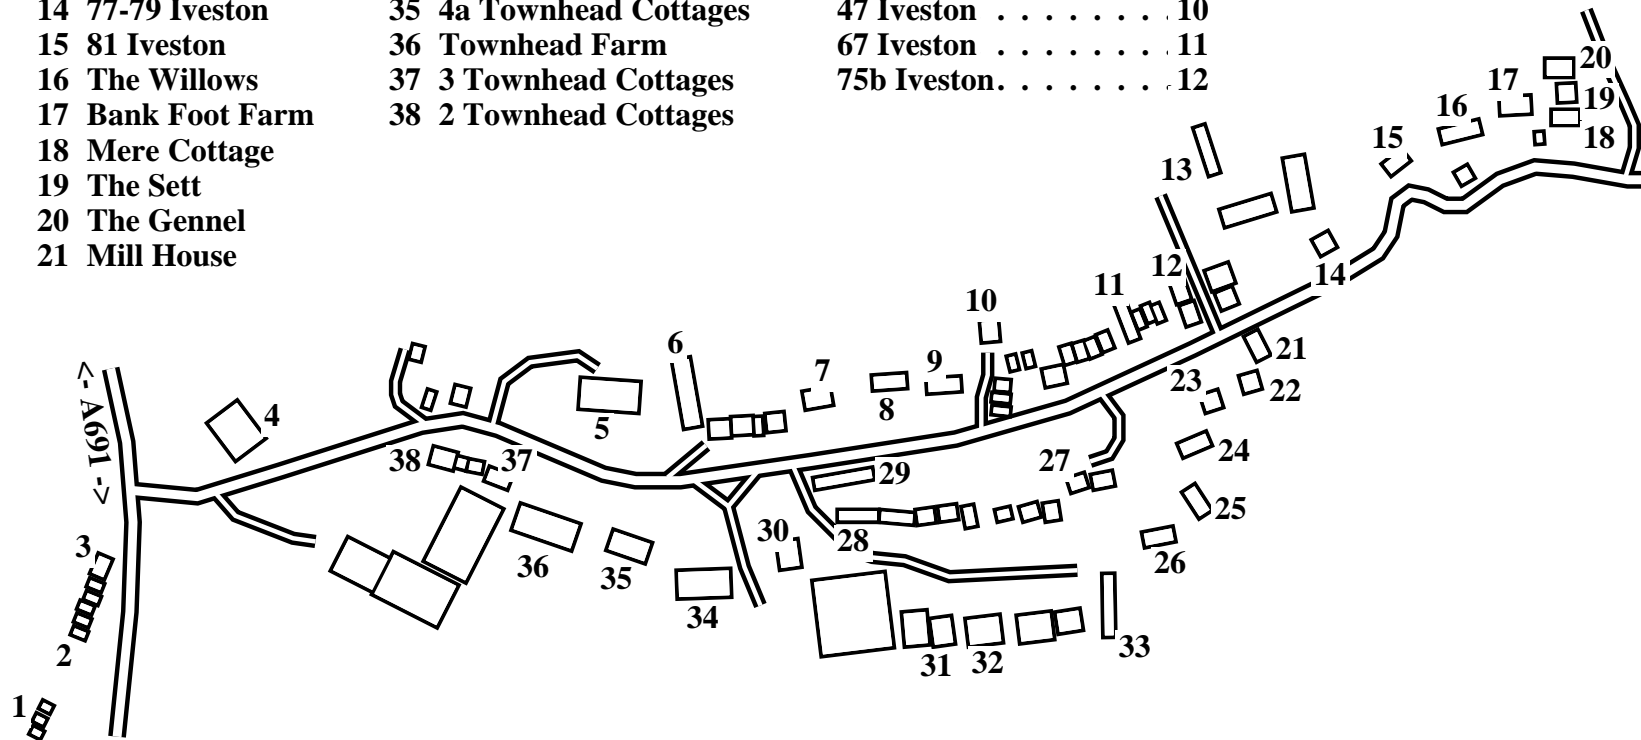 14 77-79 Iveston
15 81 Iveston
16 The Willows
17 Bank Foot Farm
18 Mere Cottage
19 The Sett
20 The Gennel
21 Mill House
35 4a Townhead Cottages
36 Townhead Farm
37 3 Townhead Cottages
38 2 Townhead Cottages
47 Iveston . . . . . . . . 10
67 Iveston . . . . . . . . 11
75b Iveston . . . . . . . . 12
20
17
19
16
18
15
13
12
14
11
10
6
21
9
7
23
22
4
8
5
24
38
37
27
29
<- A691 ->
25
30
28
3
26
36
35
34
33
2
31
32
1